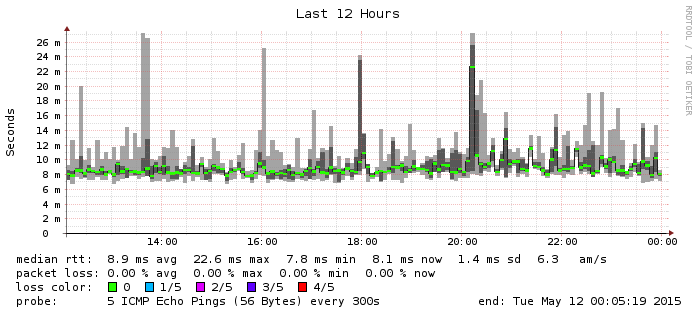 Last 12 Hours
RRDTOOL / TOBI OETIKER
Seconds
26 m
24 m
22 m
20 m
18 m
16 m
14 m
12 m
10 m
8 m
6 m
4 m
2 m
0
14:00 16:00 18:00 20:00 22:00 00:00
median rtt: 8.9 ms avg 22.6 ms max 7.8 ms min 8.1 ms now 1.4 ms sd 6.3 am/s
packet loss: 0.00 % avg 0.00 % max 0.00 % min 0.00 % now
loss color: 0 1/5 2/5 3/5 4/5
probe: 5 ICMP Echo Pings (56 Bytes) every 300s end: Tue May 12 00:05:19 2015